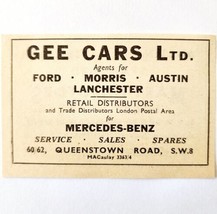 GEE CARS LTD.
Agents for
FORD · MORRIS · AUSTIN
LANCHESTER
RETAIL DISTRIBUTORS
and Trade Distributors London Postal Area
for
MERCEDES-BENZ
SERVICE · SALES · SPARES
60/62, QUEENSTOWN ROAD, S.W.8
MACaulay 3363/4